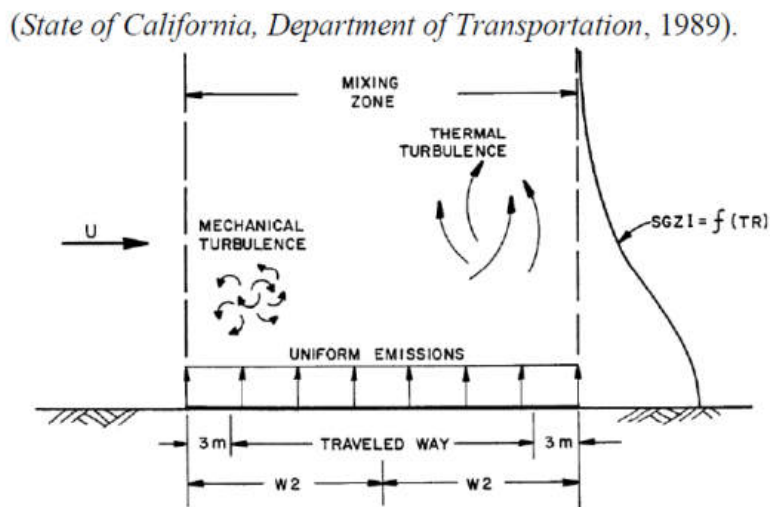 (State of California, Department of Transportation, 1989).
MIXING
ZONE
THERMAL
TURBULENCE
SGZI = f (TR)
U
MECHANICAL
TURBULENCE
UNIFORM EMISSIONS
3 m
TRAVELED WAY
3 m
W2
W2